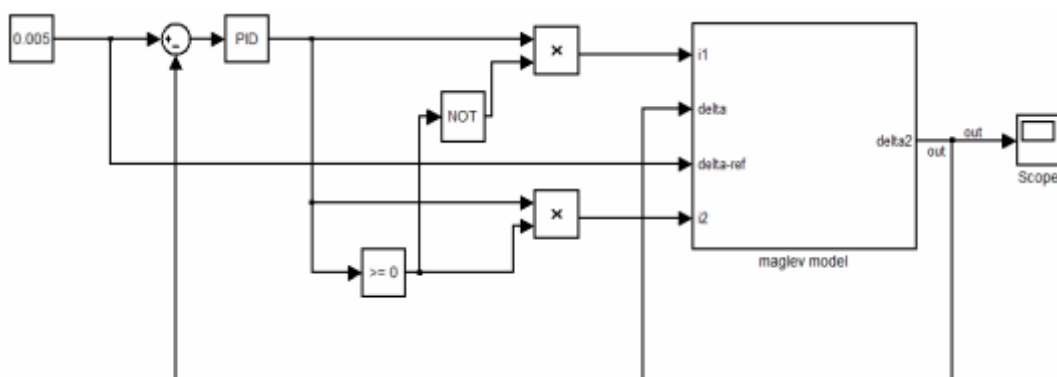 0.005
+
-
PID
×
i1
NOT
delta
delta2
out
out
Scope
delta-ref
×
i2
>= 0
maglev model